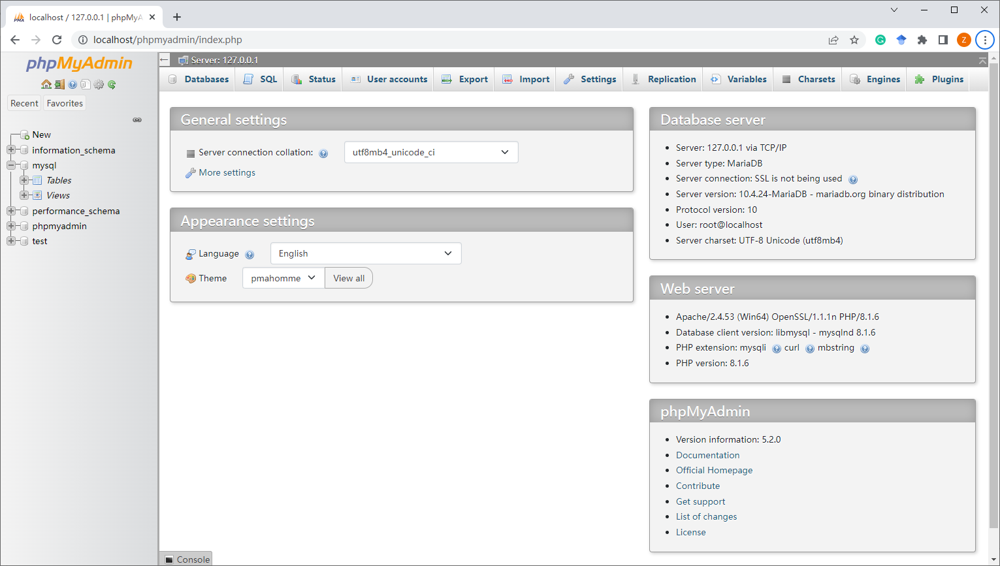 localhost / 127.0.0.1 | phpMyA
localhost/phpmyadmin/index.php
Z
phpMyAdmin
Recent
Favorites
New
information_schema
mysql
Tables
Views
performance_schema
phpmyadmin
test
Server: 127.0.0.1
Databases
SQL
Status
User accounts
Export
Import
Settings
Replication
Variables
Charsets
Engines
Plugins
General settings
Server connection collation:
utf8mb4_unicode_ci
More settings
Appearance settings
Language
English
Theme
pmahomme
View all
Database server
Server: 127.0.0.1 via TCP/IP
Server type: MariaDB
Server connection: SSL is not being used
Server version: 10.4.24-MariaDB - mariadb.org binary distribution
Protocol version: 10
User: root@localhost
Server charset: UTF-8 Unicode (utf8mb4)
Web server
Apache/2.4.53 (Win64) OpenSSL/1.1.1n PHP/8.1.6
Database client version: libmysql - mysqlnd 8.1.6
PHP extension: mysqli curl mbstring
PHP version: 8.1.6
phpMyAdmin
Version information: 5.2.0
Documentation
Official Homepage
Contribute
Get support
List of changes
License
Console